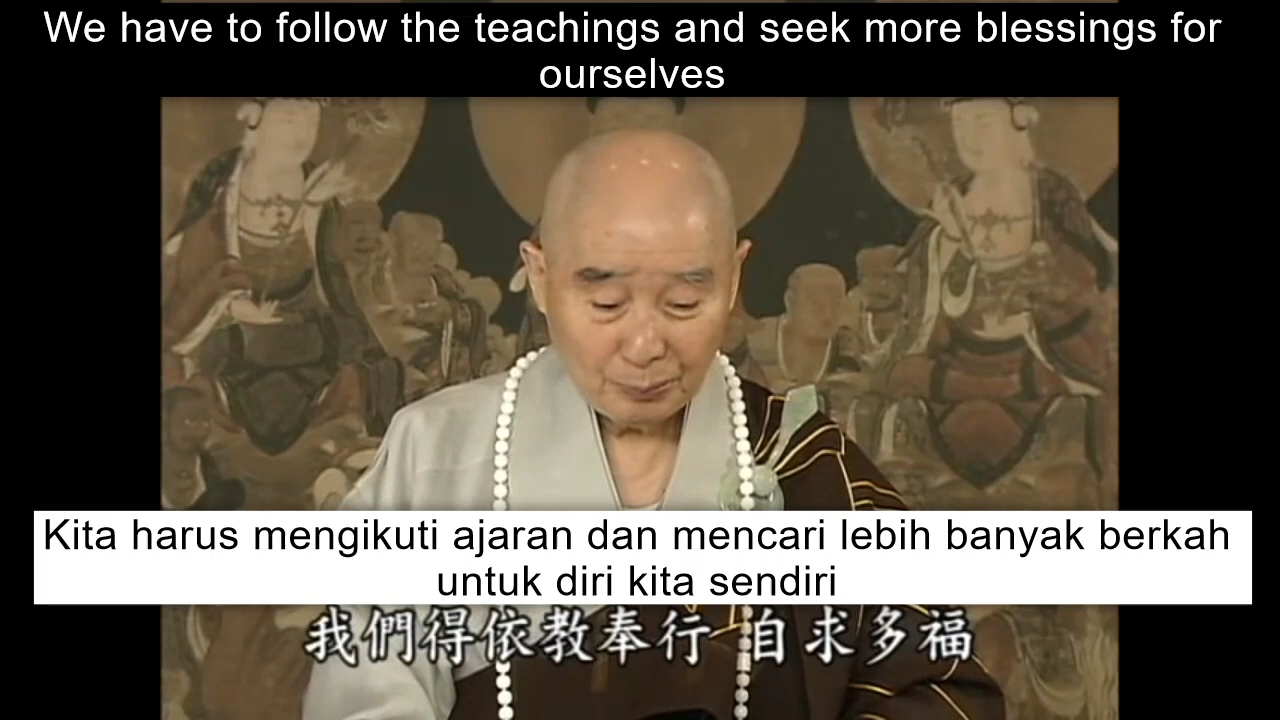 We have to follow the teachings and seek more blessings for
ourselves
Kita harus mengikuti ajaran dan mencari lebih banyak berkah
untuk diri kita sendiri
我們得依教奉行 自求多福